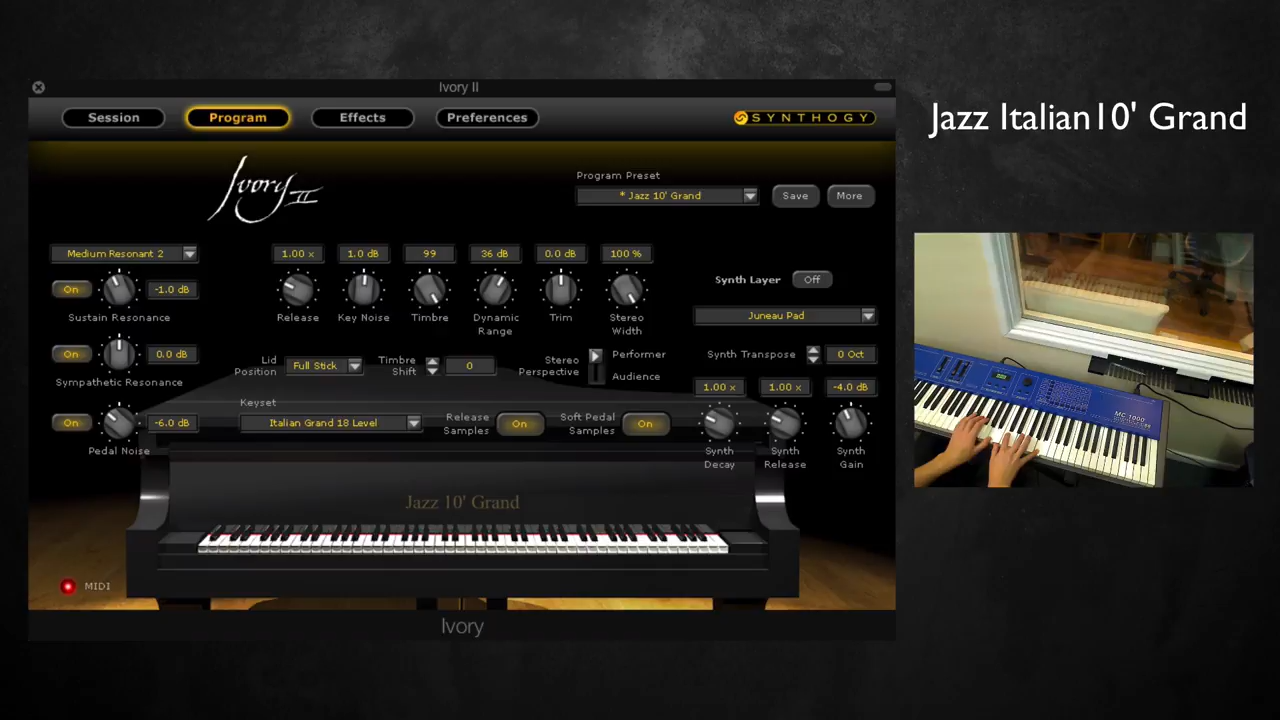 Ivory II
Session
Program
Effects
Preferences
SYNTHOGY
Jazz Italian10' Grand
Ivory II
Program Preset
* Jazz 10' Grand
Save
More
Medium Resonant 2
1.00 x
1.0 dB
99
36 dB
0.0 dB
100 %
On
-1.0 dB
Sustain Resonance
Release
Key Noise
Timbre
Dynamic
Range
Trim
Stereo
Width
Synth Layer
Off
Juneau Pad
On
0.0 dB
Sympathetic Resonance
Lid
Position
Full Stick
Timbre
Shift
0
Stereo
Perspective
Performer
Audience
Synth Transpose
0 Oct
1.00 x
1.00 x
-4.0 dB
On
-6.0 dB
Pedal Noise
Keyset
Italian Grand 18 Level
Release
Samples
On
Soft Pedal
Samples
On
Synth
Decay
Synth
Release
Synth
Gain
Jazz 10' Grand
MIDI
Ivory
MC 1000